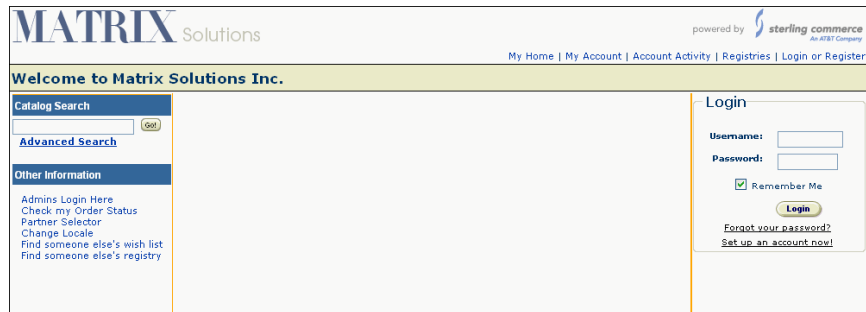 MATRIX Solutions
powered by sterling commerce
An AT&T Company
My Home | My Account | Account Activity | Registries | Login or Register
Welcome to Matrix Solutions Inc.
Catalog Search
Go!
Advanced Search
Other Information
Admins Login Here
Check my Order Status
Partner Selector
Change Locale
Find someone else's wish list
Find someone else's registry
Login
Username:
Password:
Remember Me
Login
Forgot your password?
Set up an account now!